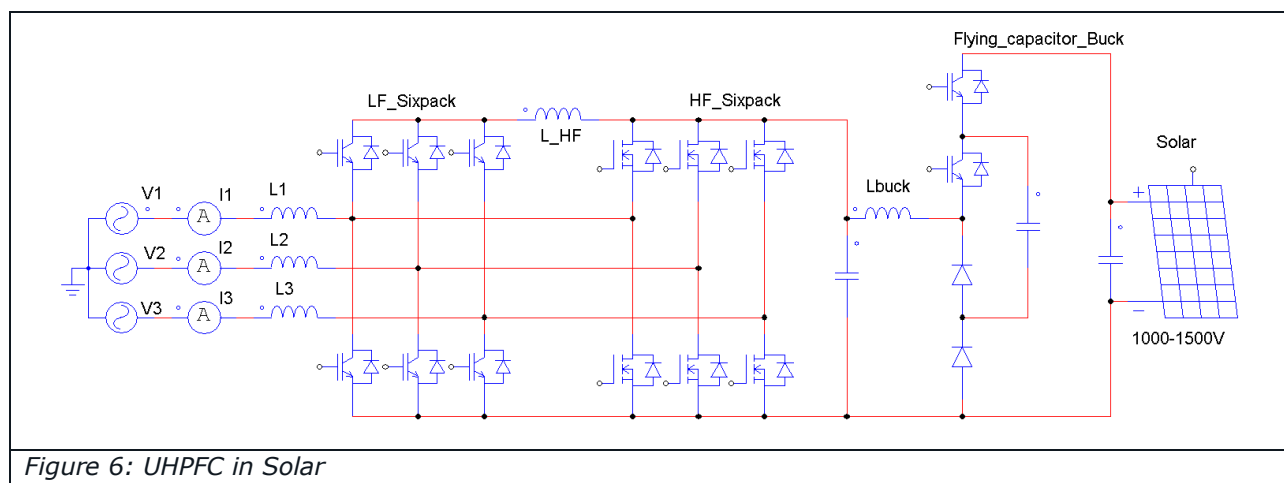 Flying_capacitor_Buck
LF_Sixpack
HF_Sixpack
L_HF
Solar
V1
I1
L1
A
Lbuck
+
V2
I2
L2
A
V3
I3
L3
A
−
1000-1500V
Figure 6: UHPFC in Solar